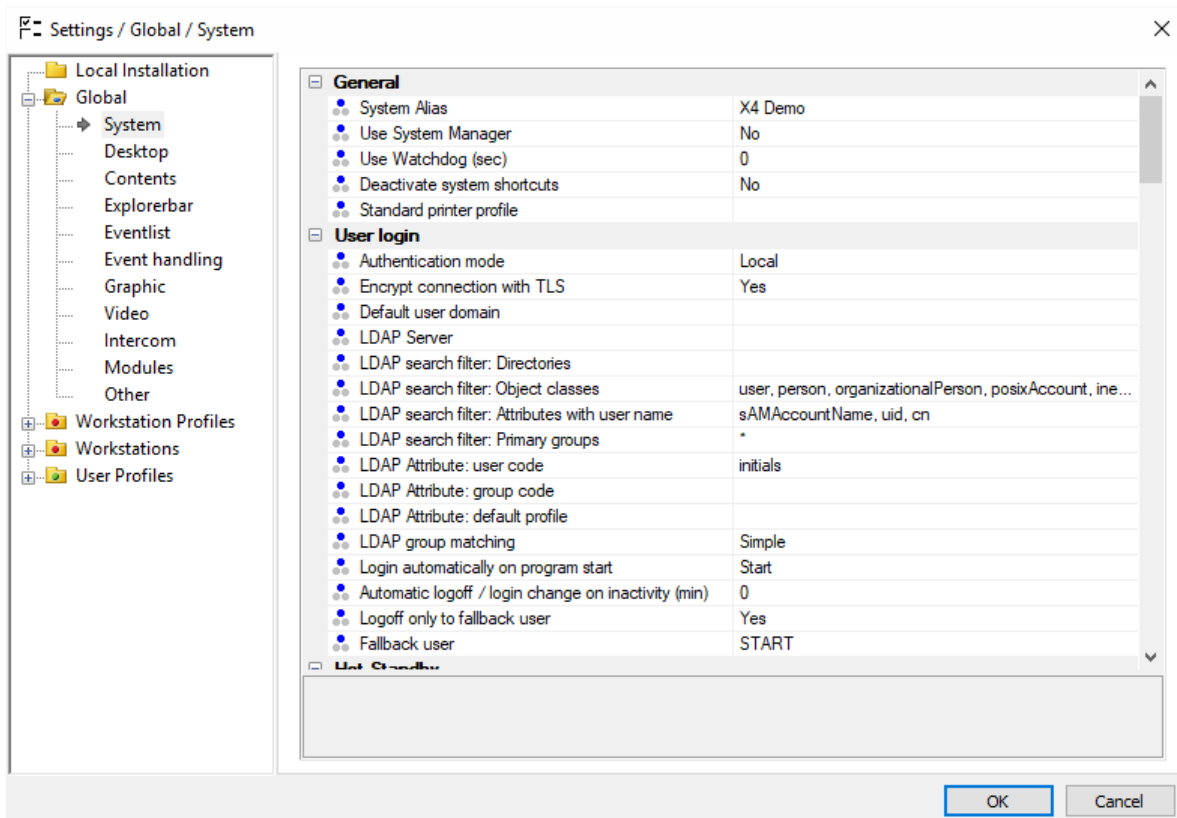 Settings / Global / System
Local Installation
Global
System
Desktop
Contents
Explorerbar
Eventlist
Event handling
Graphic
Video
Intercom
Modules
Other
Workstation Profiles
Workstations
User Profiles
General
System Alias X4 Demo
Use System Manager No
Use Watchdog (sec) 0
Deactivate system shortcuts No
Standard printer profile
User login
Authentication mode Local
Encrypt connection with TLS Yes
Default user domain
LDAP Server
LDAP search filter: Directories
LDAP search filter: Object classes user, person, organizationalPerson, posixAccount, ine...
LDAP search filter: Attributes with user name sAMAccountName, uid, cn
LDAP search filter: Primary groups *
LDAP Attribute: user code initials
LDAP Attribute: group code
LDAP Attribute: default profile
LDAP group matching Simple
Login automatically on program start Start
Automatic logoff / login change on inactivity (min) 0
Logoff only to fallback user Yes
Fallback user START
Hot Standby
OK Cancel